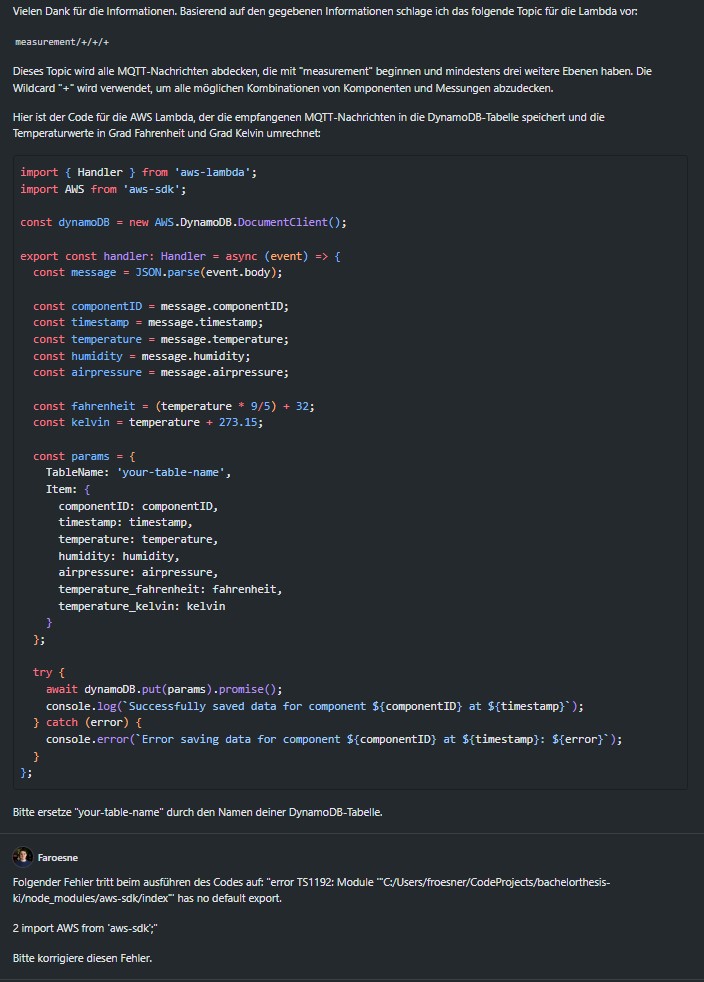 Vielen Dank für die Informationen. Basierend auf den gegebenen Informationen schlage ich das folgende Topic für die Lambda vor:
measurement/+/+/+
Dieses Topic wird alle MQTT-Nachrichten abdecken, die mit "measurement" beginnen und mindestens drei weitere Ebenen haben. Die
Wildcard "+" wird verwendet, um alle möglichen Kombinationen von Komponenten und Messungen abzudecken.
Hier ist der Code für die AWS Lambda, der die empfangenen MQTT-Nachrichten in die DynamoDB-Tabelle speichert und die
Temperaturwerte in Grad Fahrenheit und Grad Kelvin umrechnet:
import { Handler } from 'aws-lambda';
import AWS from 'aws-sdk';
const dynamoDB = new AWS.DynamoDB.DocumentClient();
export const handler: Handler = async (event) => {
const message = JSON.parse(event.body);
const componentID = message.componentID;
const timestamp = message.timestamp;
const temperature = message.temperature;
const humidity = message.humidity;
const airpressure = message.airpressure;
const fahrenheit = (temperature * 9/5) + 32;
const kelvin = temperature + 273.15;
const params = {
TableName: 'your-table-name',
Item: {
componentID: componentID,
timestamp: timestamp,
temperature: temperature,
humidity: humidity,
airpressure: airpressure,
temperature_fahrenheit: fahrenheit,
temperature_kelvin: kelvin
}
};
try {
await dynamoDB.put(params).promise();
console.log(`Successfully saved data for component ${componentID} at ${timestamp}`);
} catch (error) {
console.error(`Error saving data for component ${componentID} at ${timestamp}: ${error}`);
}
};
Bitte ersetze "your-table-name" durch den Namen deiner DynamoDB-Tabelle.
Faroesne
Folgender Fehler tritt beim ausführen des Codes auf: "error TS1192: Module '"C:/Users/froesner/CodeProjects/bachelorthesis-
ki/node_modules/aws-sdk/index"' has no default export.
2 import AWS from 'aws-sdk';"
Bitte korrigiere diesen Fehler.